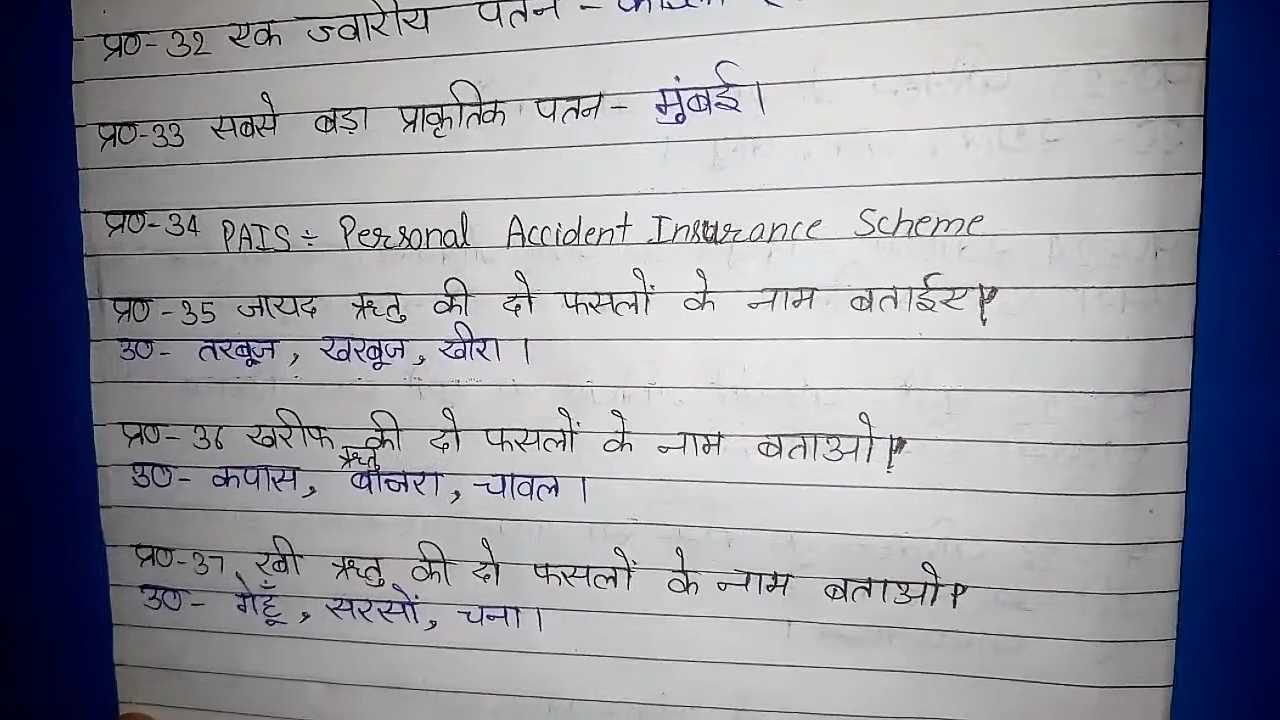 प्र०-32 एक ज्वारीय पतन -
प्र०-33 सबसे बड़ा प्राकृतिक पतन - मुंबई।
प्र०-34 PAIS÷ Personal Accident Insurance Scheme
प्र०-35 जायद ऋतु की दो फसलों के नाम बताईए?
उ०- तरबूज, खरबूज, खीरा।
प्र०-36 खरीफ ऋतु की दो फसलों के नाम बताओ?
उ०- कपास, बाजरा, चावल।
प्र०-37 रबी ऋतु की दो फसलों के नाम बताओ?
उ०- गेहूँ, सरसों, चना।